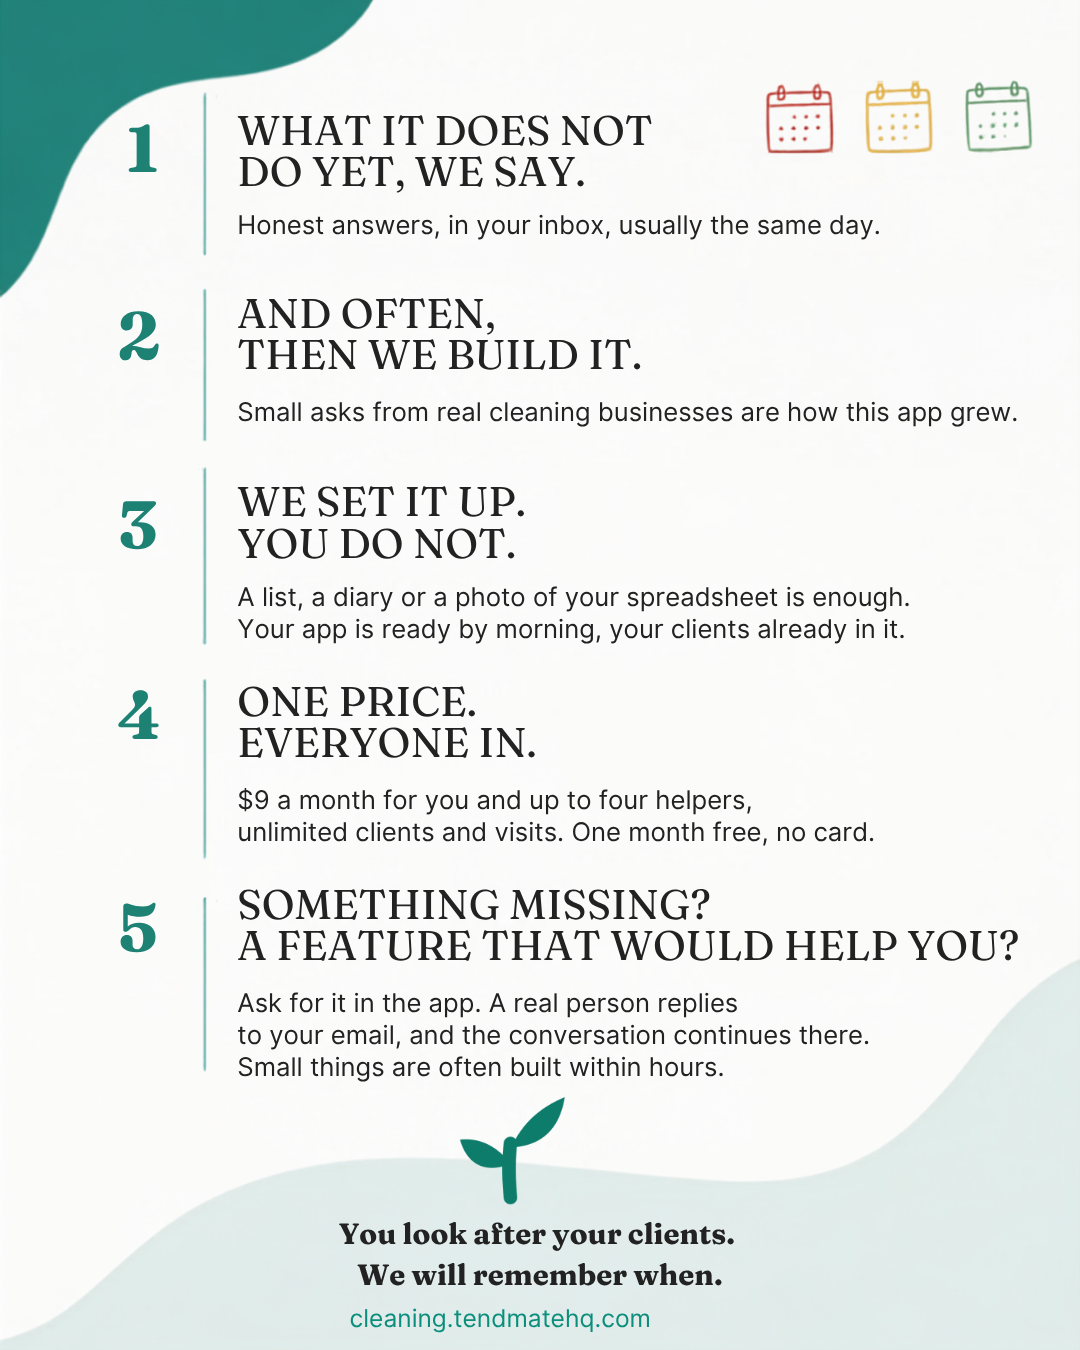 1
WHAT IT DOES NOT
DO YET, WE SAY.
Honest answers, in your inbox, usually the same day.
2
AND OFTEN,
THEN WE BUILD IT.
Small asks from real cleaning businesses are how this app grew.
3
WE SET IT UP.
YOU DO NOT.
A list, a diary or a photo of your spreadsheet is enough.
Your app is ready by morning, your clients already in it.
4
ONE PRICE.
EVERYONE IN.
$9 a month for you and up to four helpers,
unlimited clients and visits. One month free, no card.
5
SOMETHING MISSING?
A FEATURE THAT WOULD HELP YOU?
Ask for it in the app. A real person replies
to your email, and the conversation continues there.
Small things are often built within hours.
You look after your clients.
We will remember when.
cleaning.tendmatehq.com